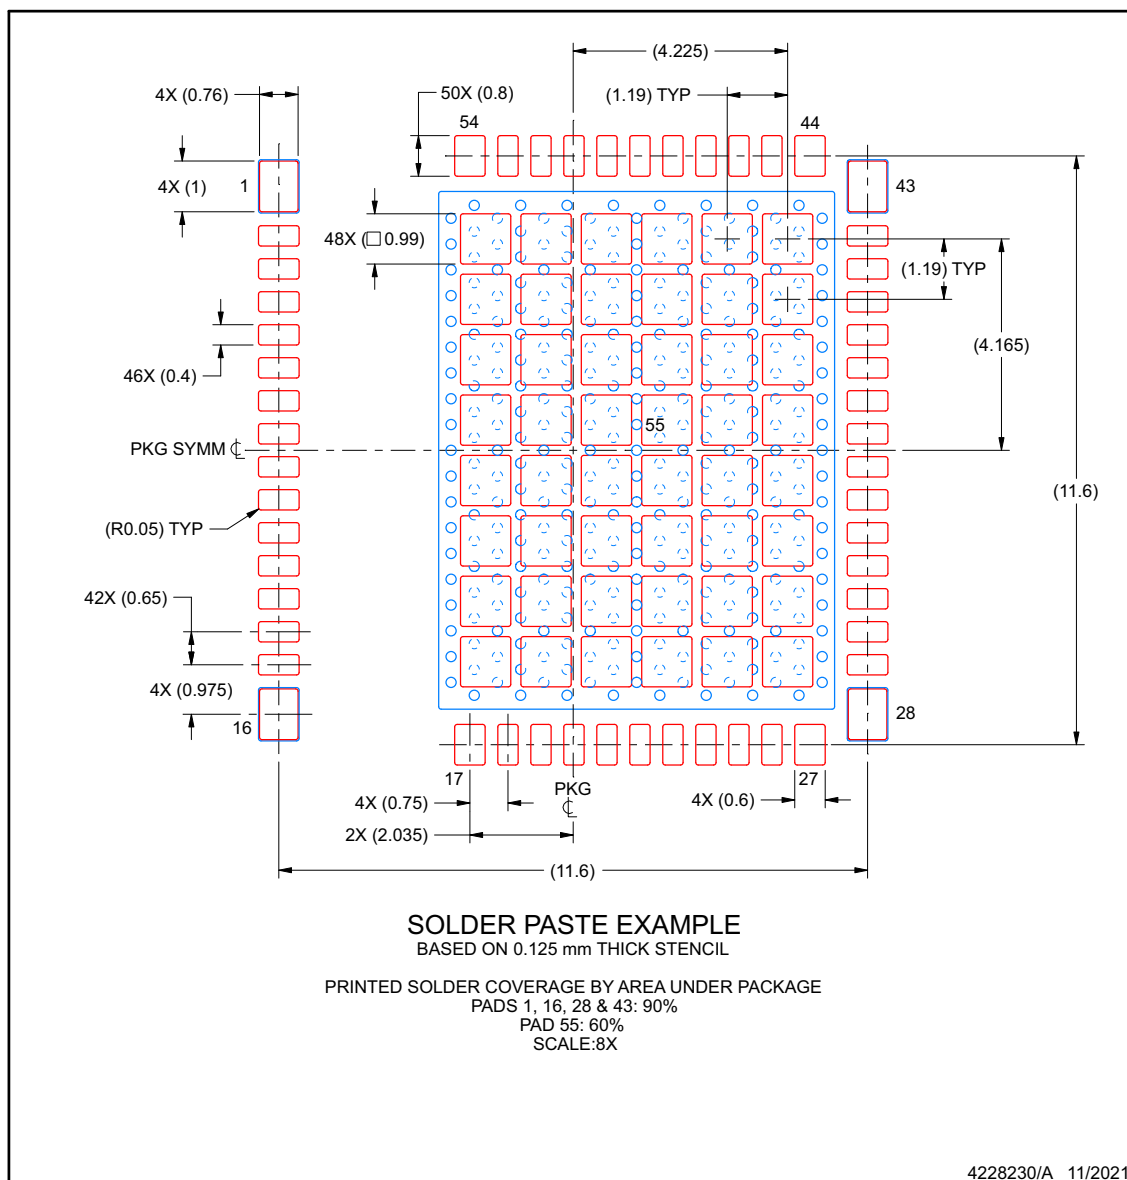 (4.225)
4X (0.76)
50X (0.8)
(1.19) TYP
54
44
4X (1)
1
43
48X (□ 0.99)
(1.19) TYP
(4.165)
46X (0.4)
55
PKG SYMM ℄
(11.6)
(R0.05) TYP
42X (0.65)
4X (0.975)
16
28
17
27
PKG
℄
4X (0.75)
4X (0.6)
2X (2.035)
(11.6)
SOLDER PASTE EXAMPLE
BASED ON 0.125 mm THICK STENCIL
PRINTED SOLDER COVERAGE BY AREA UNDER PACKAGE
PADS 1, 16, 28 & 43: 90%
PAD 55: 60%
SCALE:8X
4228230/A 11/2021